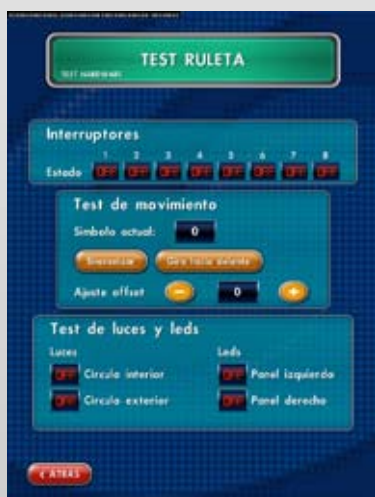 TEST RULETA
TEST HARDWARE
Interruptores
1 2 3 4 5 6 7 8
Estado OFF OFF OFF OFF OFF OFF OFF OFF
Test de movimiento
Simbolo actual: 0
Sincronizar Giro hacia delante
Ajuste offset − 0 +
Test de luces y leds
Luces Leds
OFF Circulo interior OFF Panel izquierdo
OFF Circulo exterior OFF Panel derecho
ATRAS